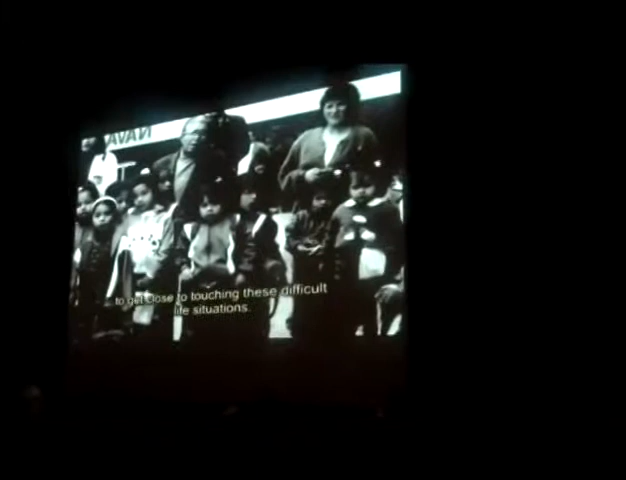 to get close to touching these difficult
life situations.